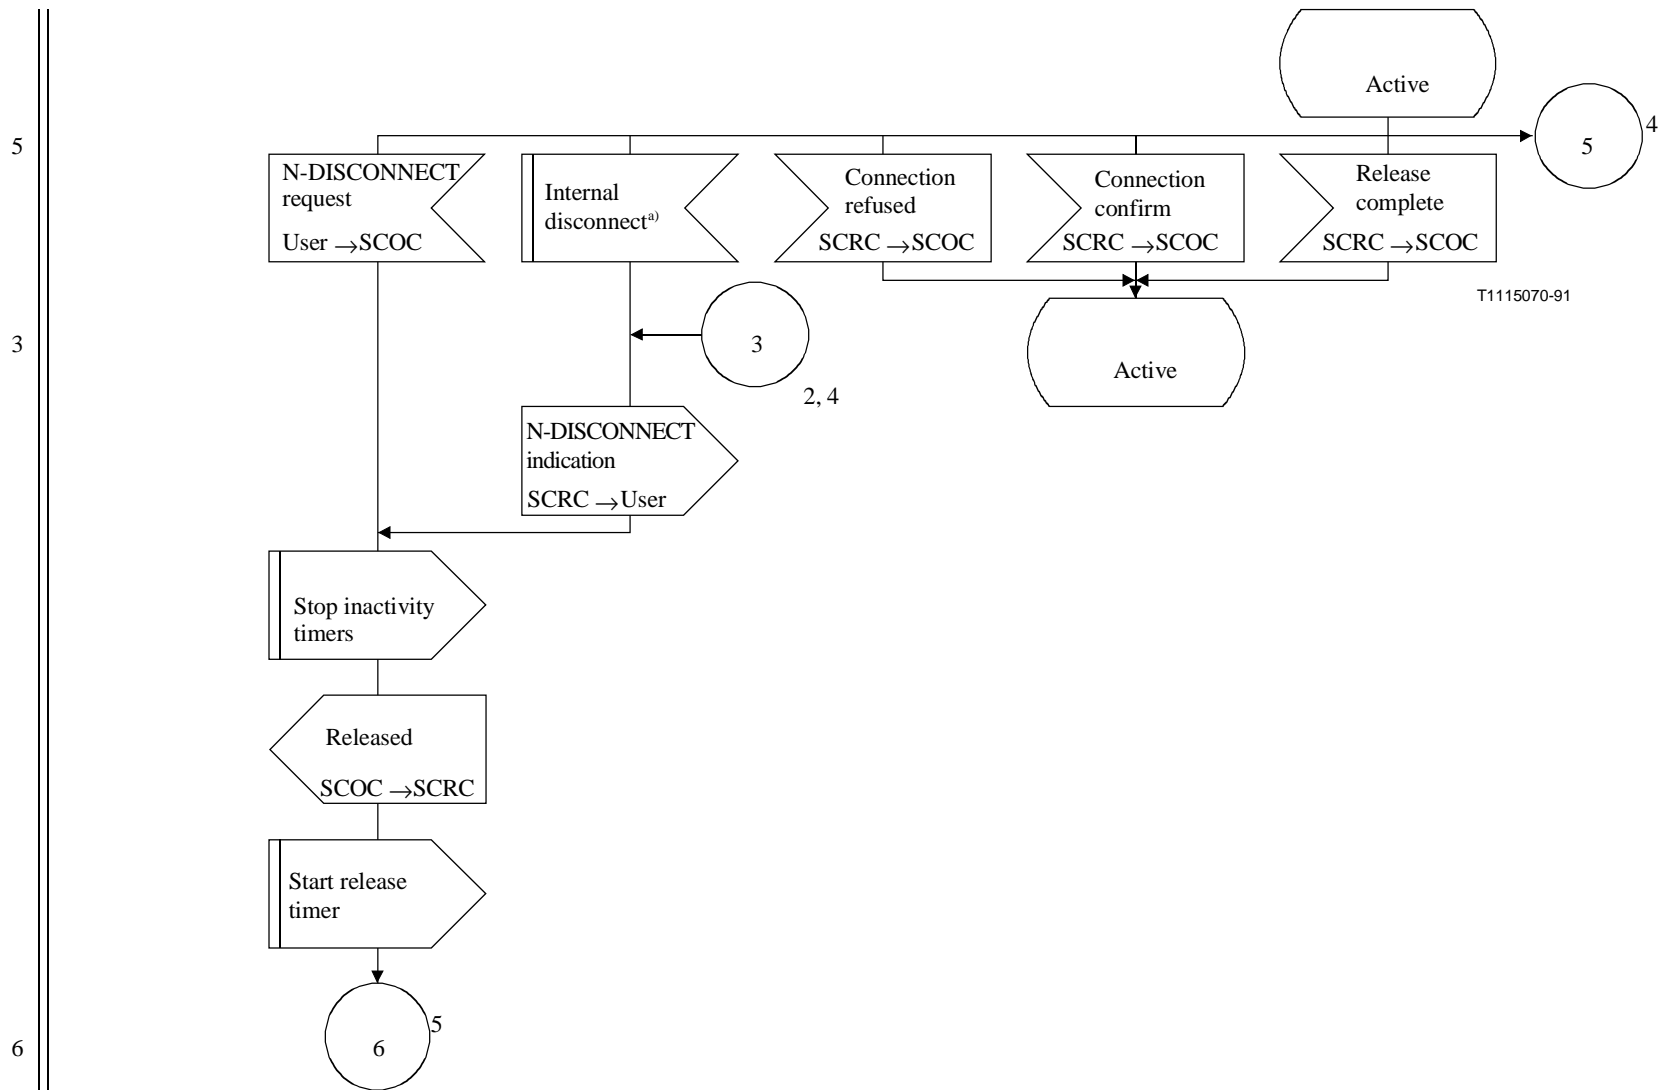 Active
5
4
5
N-DISCONNECT
request
User →SCOC
Internal
disconnect a)
Connection
refused
SCRC →SCOC
Connection
confirm
SCRC →SCOC
Release
complete
SCRC →SCOC
T1115070-91
3
3
2, 4
Active
N-DISCONNECT
indication
SCRC →User
Stop inactivity
timers
Released
SCOC →SCRC
Start release
timer
6
5
6